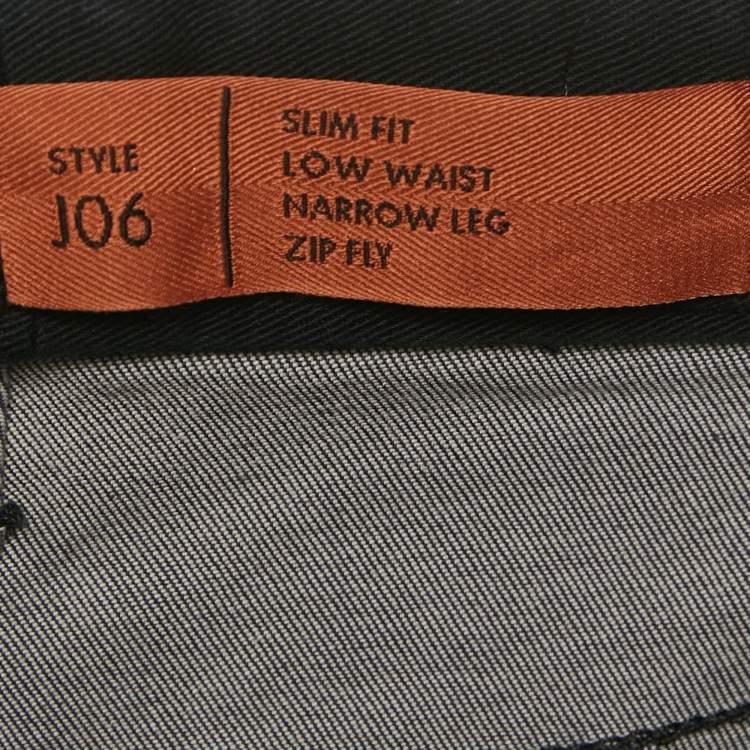 STYLE
J06
SLIM FIT
LOW WAIST
NARROW LEG
ZIP FLY